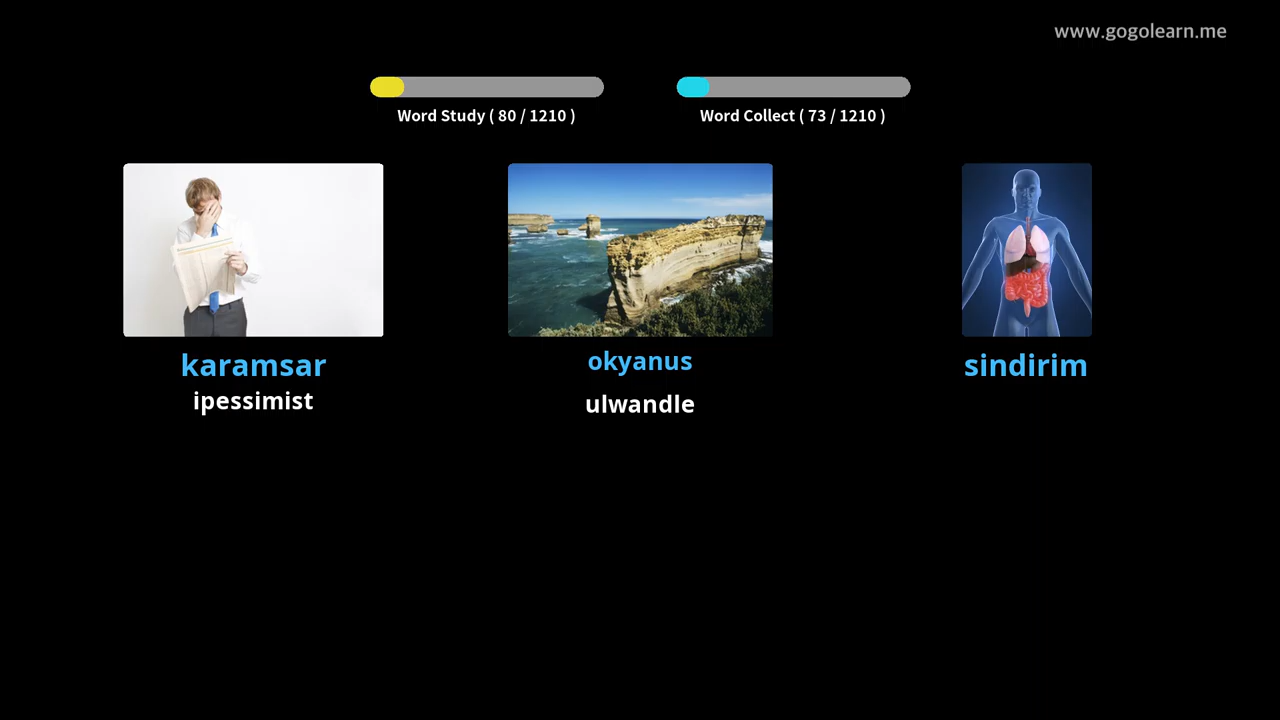 www.gogolearn.me
Word Study ( 80 / 1210 )
Word Collect ( 73 / 1210 )
karamsar
ipessimist
okyanus
ulwandle
sindirim